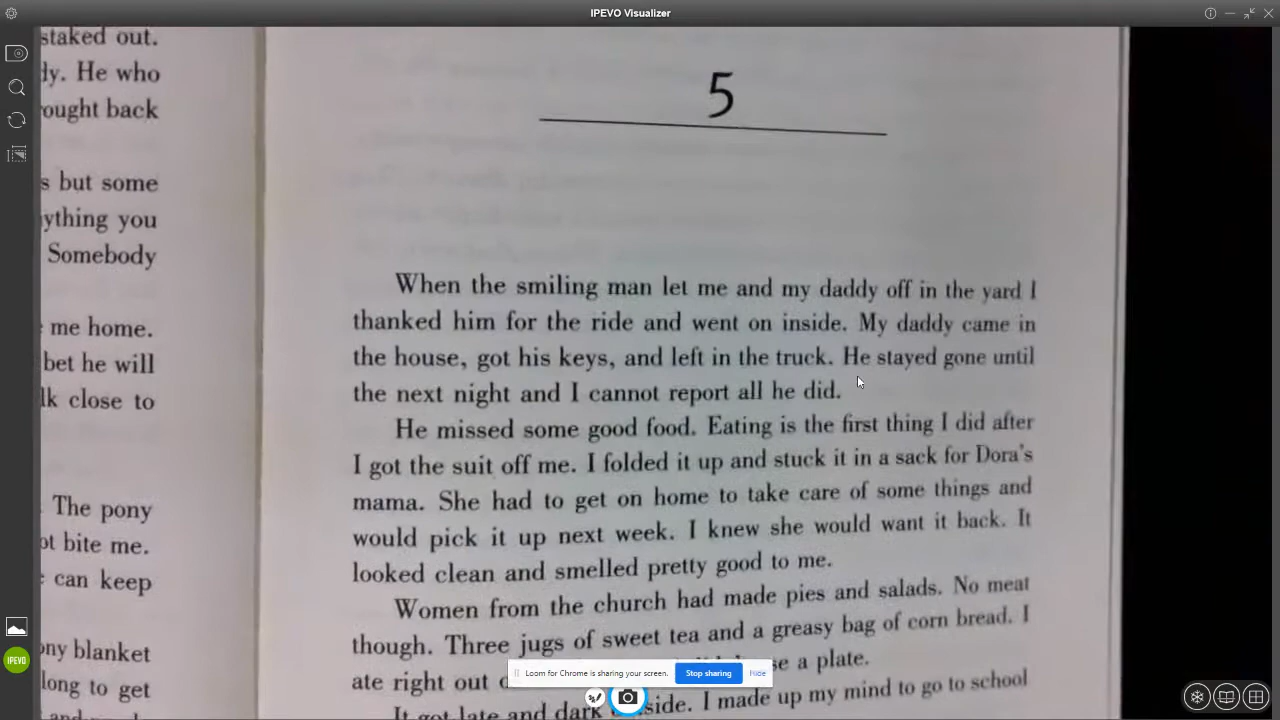 IPEVO Visualizer
staked out.
ly. He who
ought back
s but some
ything you
Somebody
me home.
bet he will
lk close to
The pony
ot bite me.
can keep
ony blanket
long to get
and
5
When the smiling man let me and my daddy off in the yard I
thanked him for the ride and went on inside. My daddy came in
the house, got his keys, and left in the truck. He stayed gone until
the next night and I cannot report all he did.
He missed some good food. Eating is the first thing I did after
I got the suit off me. I folded it up and stuck it in a sack for Dora's
mama. She had to get on home to take care of some things and
would pick it up next week. I knew she would want it back. It
looked clean and smelled pretty good to me.
Women from the church had made pies and salads. No meat
though. Three jugs of sweet tea and a greasy bag of corn bread. I
ate right out se a plate.
It got late and dark side. I made up my mind to go to school
Loom for Chrome is sharing your screen. Stop sharing Hide
IPEVO